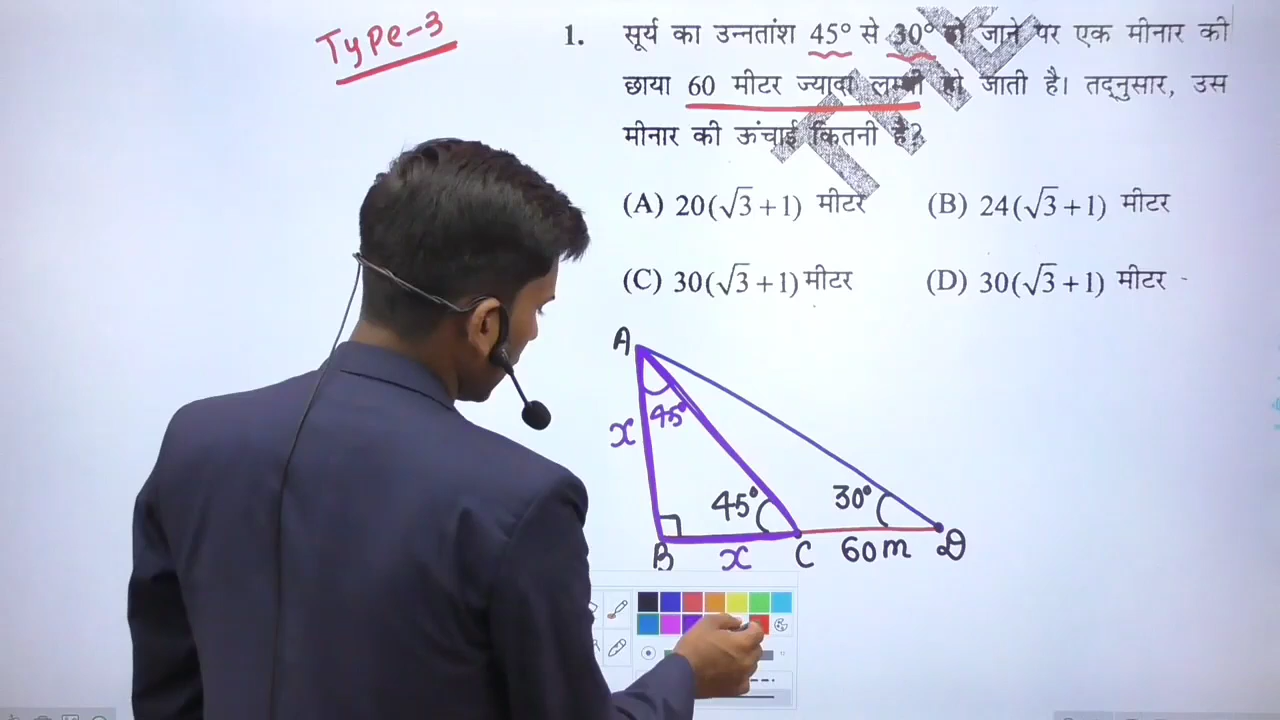 Type-3
1. सूर्य का उन्नतांश 45° से 30° हो जाने पर एक मीनार की
छाया 60 मीटर ज्यादा लम्बी हो जाती है। तद्नुसार, उस
मीनार की ऊंचाई कितनी है?
(A) 20(√3+1) मीटर (B) 24(√3+1) मीटर
(C) 30(√3+1) मीटर (D) 30(√3+1) मीटर
A
45°
x
45° 30°
B x C 60m D